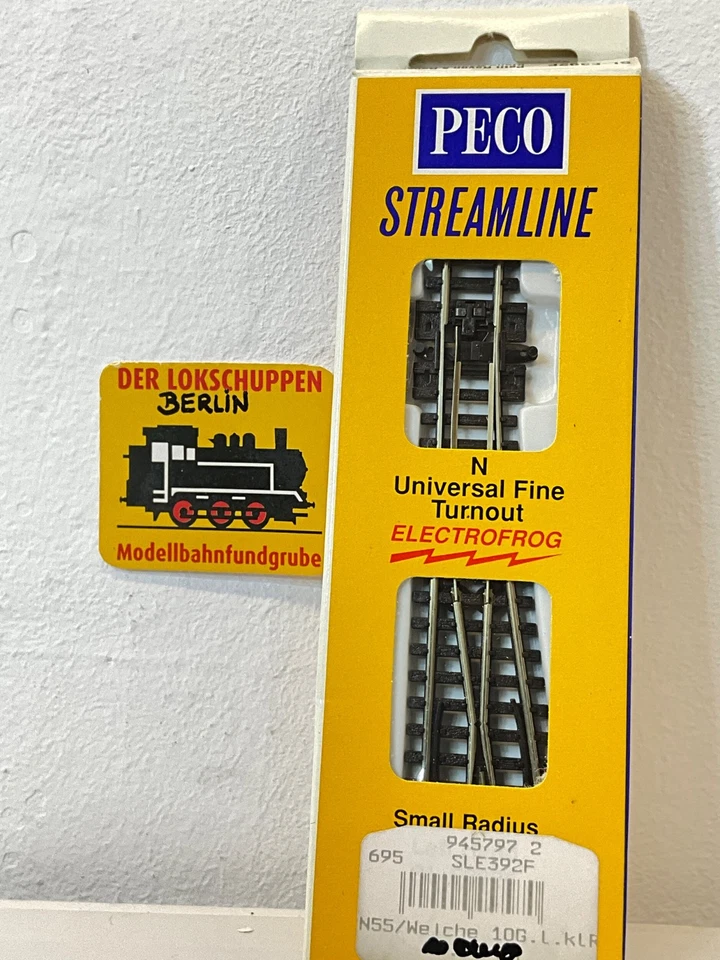 PECO
STREAMLINE
N
Universal Fine
Turnout
ELECTROFROG
Small Radius
945797 2
695 SLE392F
N55/Weiche 10G.L.klR
DER LOKSCHUPPEN
BERLIN
Modellbahnfundgrube